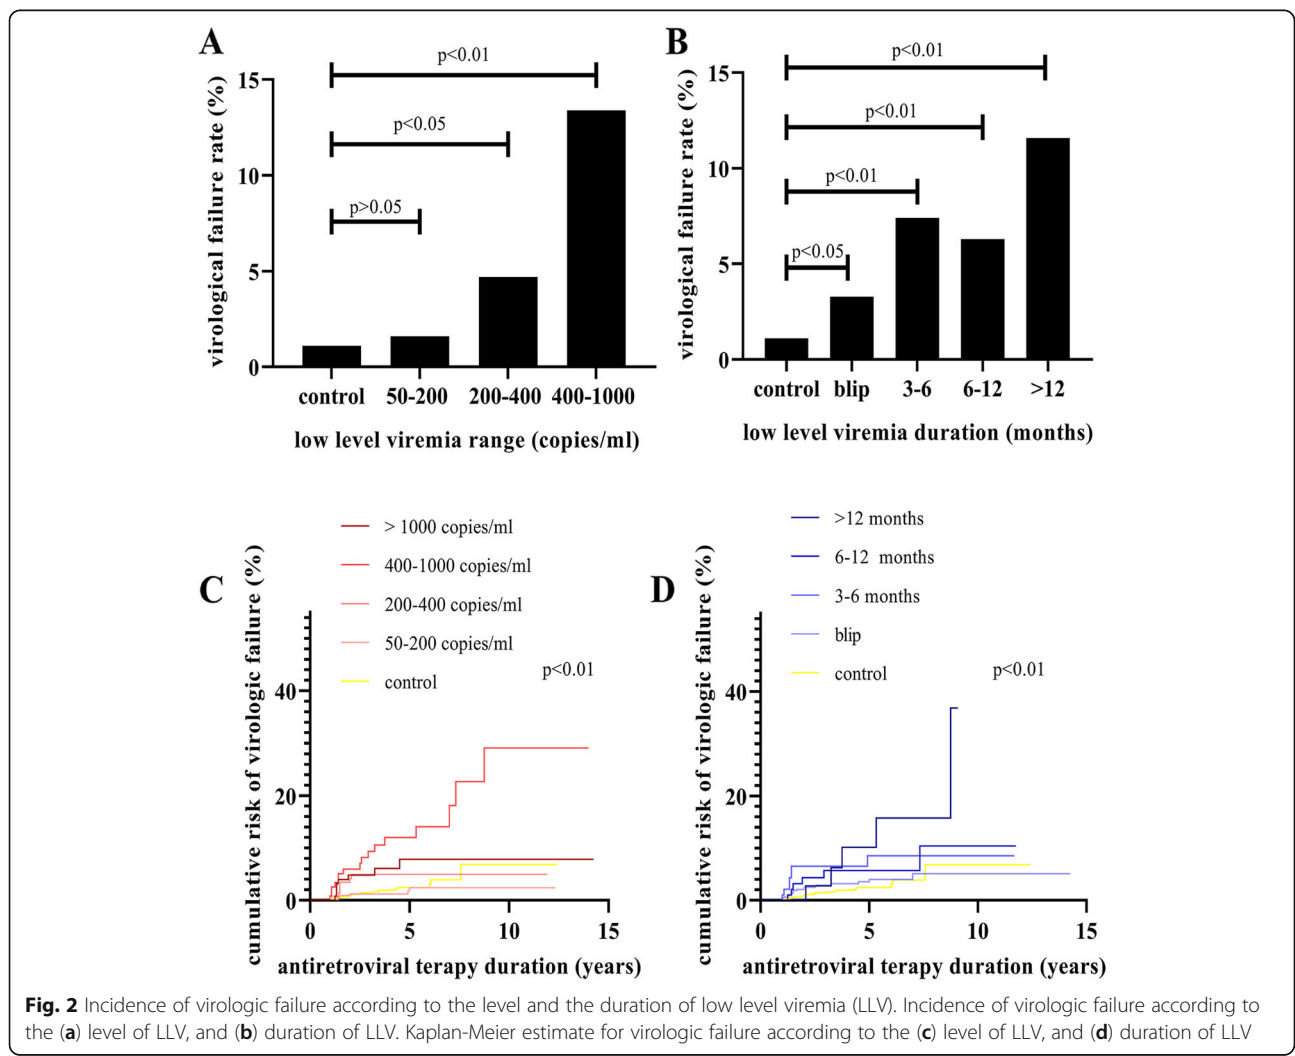 A
virological failure rate (%)
15
10
5
0
p<0.01
p<0.05
p>0.05
control 50-200 200-400 400-1000
low level viremia range (copies/ml)
B
virological failure rate (%)
15
10
5
0
p<0.01
p<0.01
p<0.01
p<0.05
control blip 3-6 6-12 >12
low level viremia duration (months)
C
cumulative risk of virologic failure (%)
> 1000 copies/ml
400-1000 copies/ml
200-400 copies/ml
50-200 copies/ml
control
p<0.01
40
20
0
0 5 10 15
antiretroviral terapy duration (years)
D
cumulative risk of virologic failure (%)
>12 months
6-12 months
3-6 months
blip
control
p<0.01
40
20
0
0 5 10 15
antiretroviral terapy duration (years)
Fig. 2 Incidence of virologic failure according to the level and the duration of low level viremia (LLV). Incidence of virologic failure according to
the (a) level of LLV, and (b) duration of LLV. Kaplan-Meier estimate for virologic failure according to the (c) level of LLV, and (d) duration of LLV